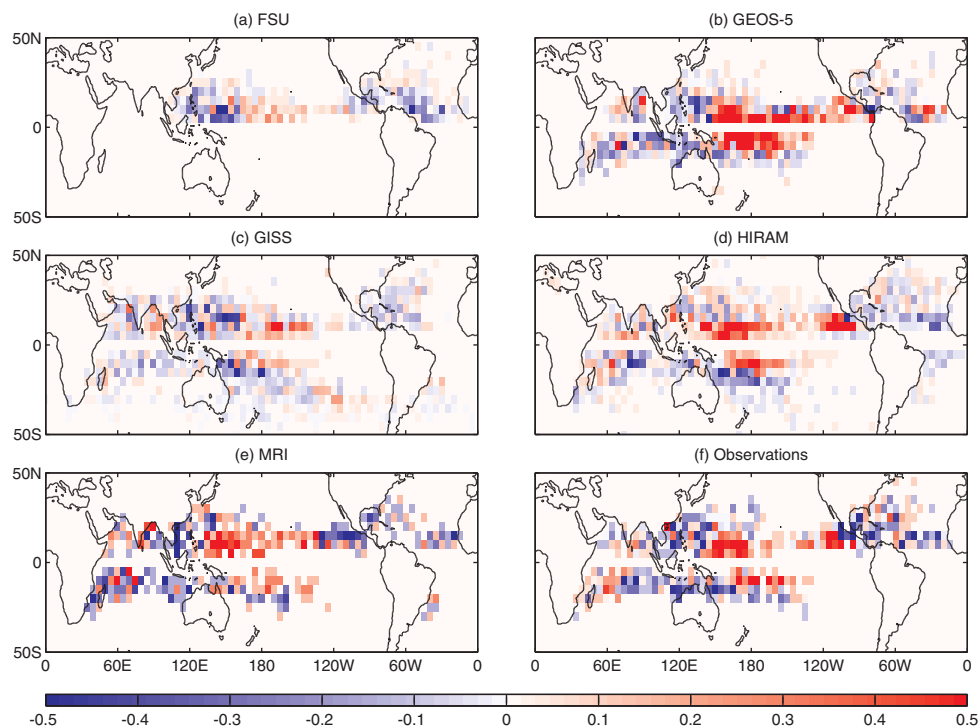 (a) FSU
(b) GEOS-5
50N
0
50S
(c) GISS
(d) HIRAM
50N
0
50S
(e) MRI
(f) Observations
50N
0
50S
60E 120E 180 120W 60W 0
0 60E 120E 180 120W 60W 0
-0.5 -0.4 -0.3 -0.2 -0.1 0 0.1 0.2 0.3 0.4 0.5